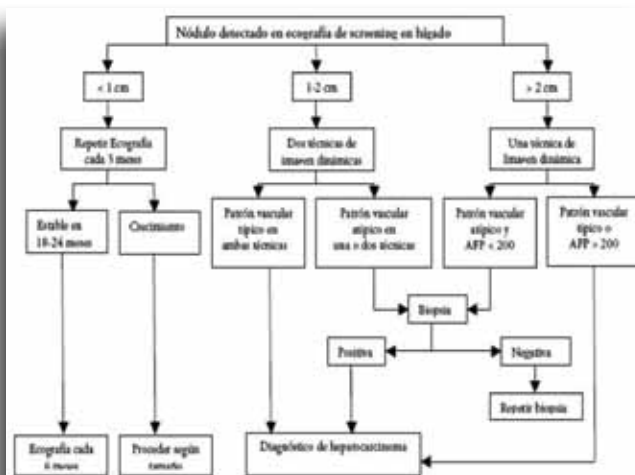 Nódulo detectado en ecografía de screening en hígado
< 1 cm
1-2 cm
> 2 cm
Repetir Ecografía
cada 3 meses
Dos técnicas de
imagen dinámicas
Una técnica de
Imagen dinámica
Estable en
18-24 meses
Crecimiento
Patrón vascular
típico en
ambas técnicas
Patrón vascular
atípico en
una o dos técnicas
Patrón vascular
atípico y
AFP < 200
Patrón vascular
típico o
AFP > 200
Biopsia
Positiva
Negativa
Repetir biopsia
Ecografía cada
6 meses
Proceder según
tamaño
Diagnóstico de hepatocarcinoma